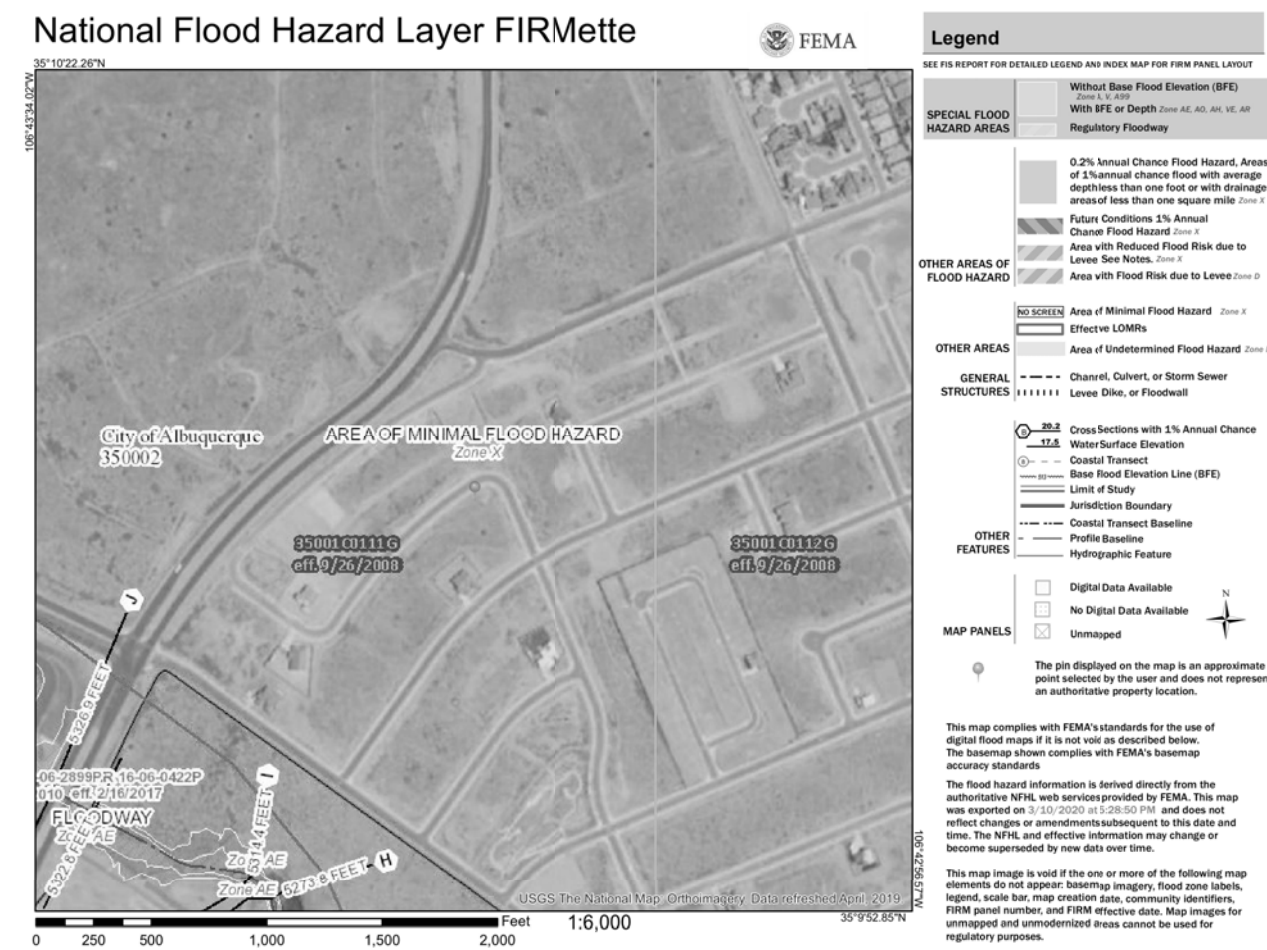 National Flood Hazard Layer FIRMette
FEMA
35°10'22.26"N
106°43'34.02"W
City of Albuquerque
350002
AREA OF MINIMAL FLOOD HAZARD
Zone X
35001C0111G
eff. 9/26/2008
35001C0112G
eff. 9/26/2008
J
5326.9 FEET
-06-2899P,R 16-06-0422P
010 eff. 2/16/2017
FLOODWAY
Zone AE
5322.8 FEET
I
5314.4 FEET
Zone AE
H
Zone AE 5273.8 FEET
USGS The National Map: Orthoimagery. Data refreshed April, 2019
106°42'56.57"W
35°9'52.85"N
Feet
1:6,000
0 250 500 1,000 1,500 2,000
Legend
SEE FIS REPORT FOR DETAILED LEGEND AND INDEX MAP FOR FIRM PANEL LAYOUT
SPECIAL FLOOD
HAZARD AREAS
Without Base Flood Elevation (BFE)
Zone A, V, A99
With BFE or Depth Zone AE, AO, AH, VE, AR
Regulatory Floodway
OTHER AREAS OF
FLOOD HAZARD
0.2% Annual Chance Flood Hazard, Areas
of 1% annual chance flood with average
depth less than one foot or with drainage
areas of less than one square mile Zone X
Future Conditions 1% Annual
Chance Flood Hazard Zone X
Area with Reduced Flood Risk due to
Levee See Notes. Zone X
Area with Flood Risk due to Levee Zone D
OTHER AREAS
NO SCREEN Area of Minimal Flood Hazard Zone X
Effective LOMRs
Area of Undetermined Flood Hazard Zone
GENERAL
STRUCTURES
Channel, Culvert, or Storm Sewer
Levee Dike, or Floodwall
OTHER
FEATURES
B 20.2 Cross Sections with 1% Annual Chance
17.5 Water Surface Elevation
8 Coastal Transect
513 Base Flood Elevation Line (BFE)
Limit of Study
Jurisdiction Boundary
Coastal Transect Baseline
Profile Baseline
Hydrographic Feature
MAP PANELS
Digital Data Available
No Digital Data Available
Unmapped
N
The pin displayed on the map is an approximate
point selected by the user and does not represen
an authoritative property location.
This map complies with FEMA's standards for the use of
digital flood maps if it is not void as described below.
The basemap shown complies with FEMA's basemap
accuracy standards
The flood hazard information is derived directly from the
authoritative NFHL web services provided by FEMA. This map
was exported on 3/10/2020 at 5:28:50 PM and does not
reflect changes or amendments subsequent to this date and
time. The NFHL and effective information may change or
become superseded by new data over time.
This map image is void if the one or more of the following map
elements do not appear: basemap imagery, flood zone labels,
legend, scale bar, map creation date, community identifiers,
FIRM panel number, and FIRM effective date. Map images for
unmapped and unmodernized areas cannot be used for
regulatory purposes.